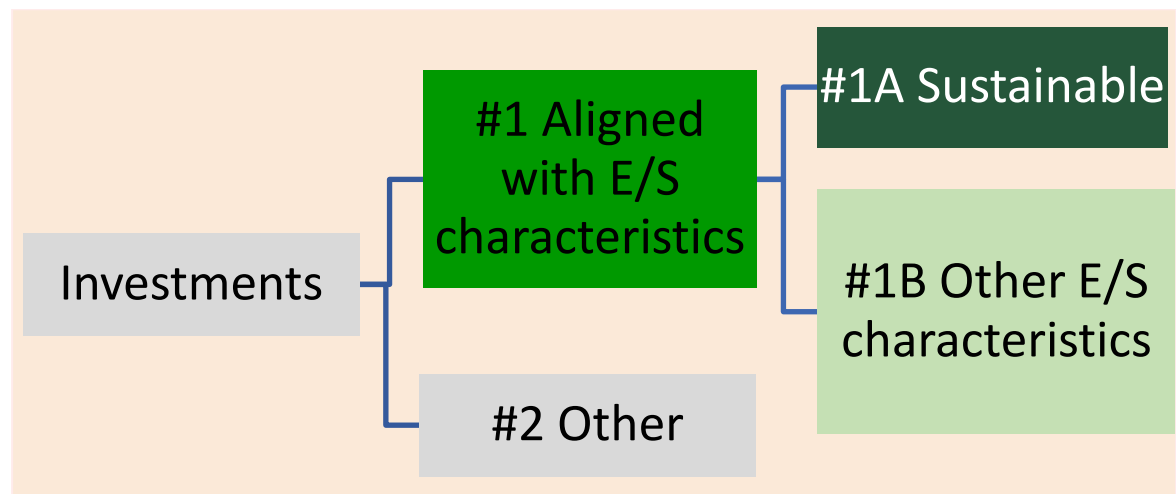 #1A Sustainable
#1 Aligned
with E/S
characteristics
Investments
#1B Other E/S
characteristics
#2 Other